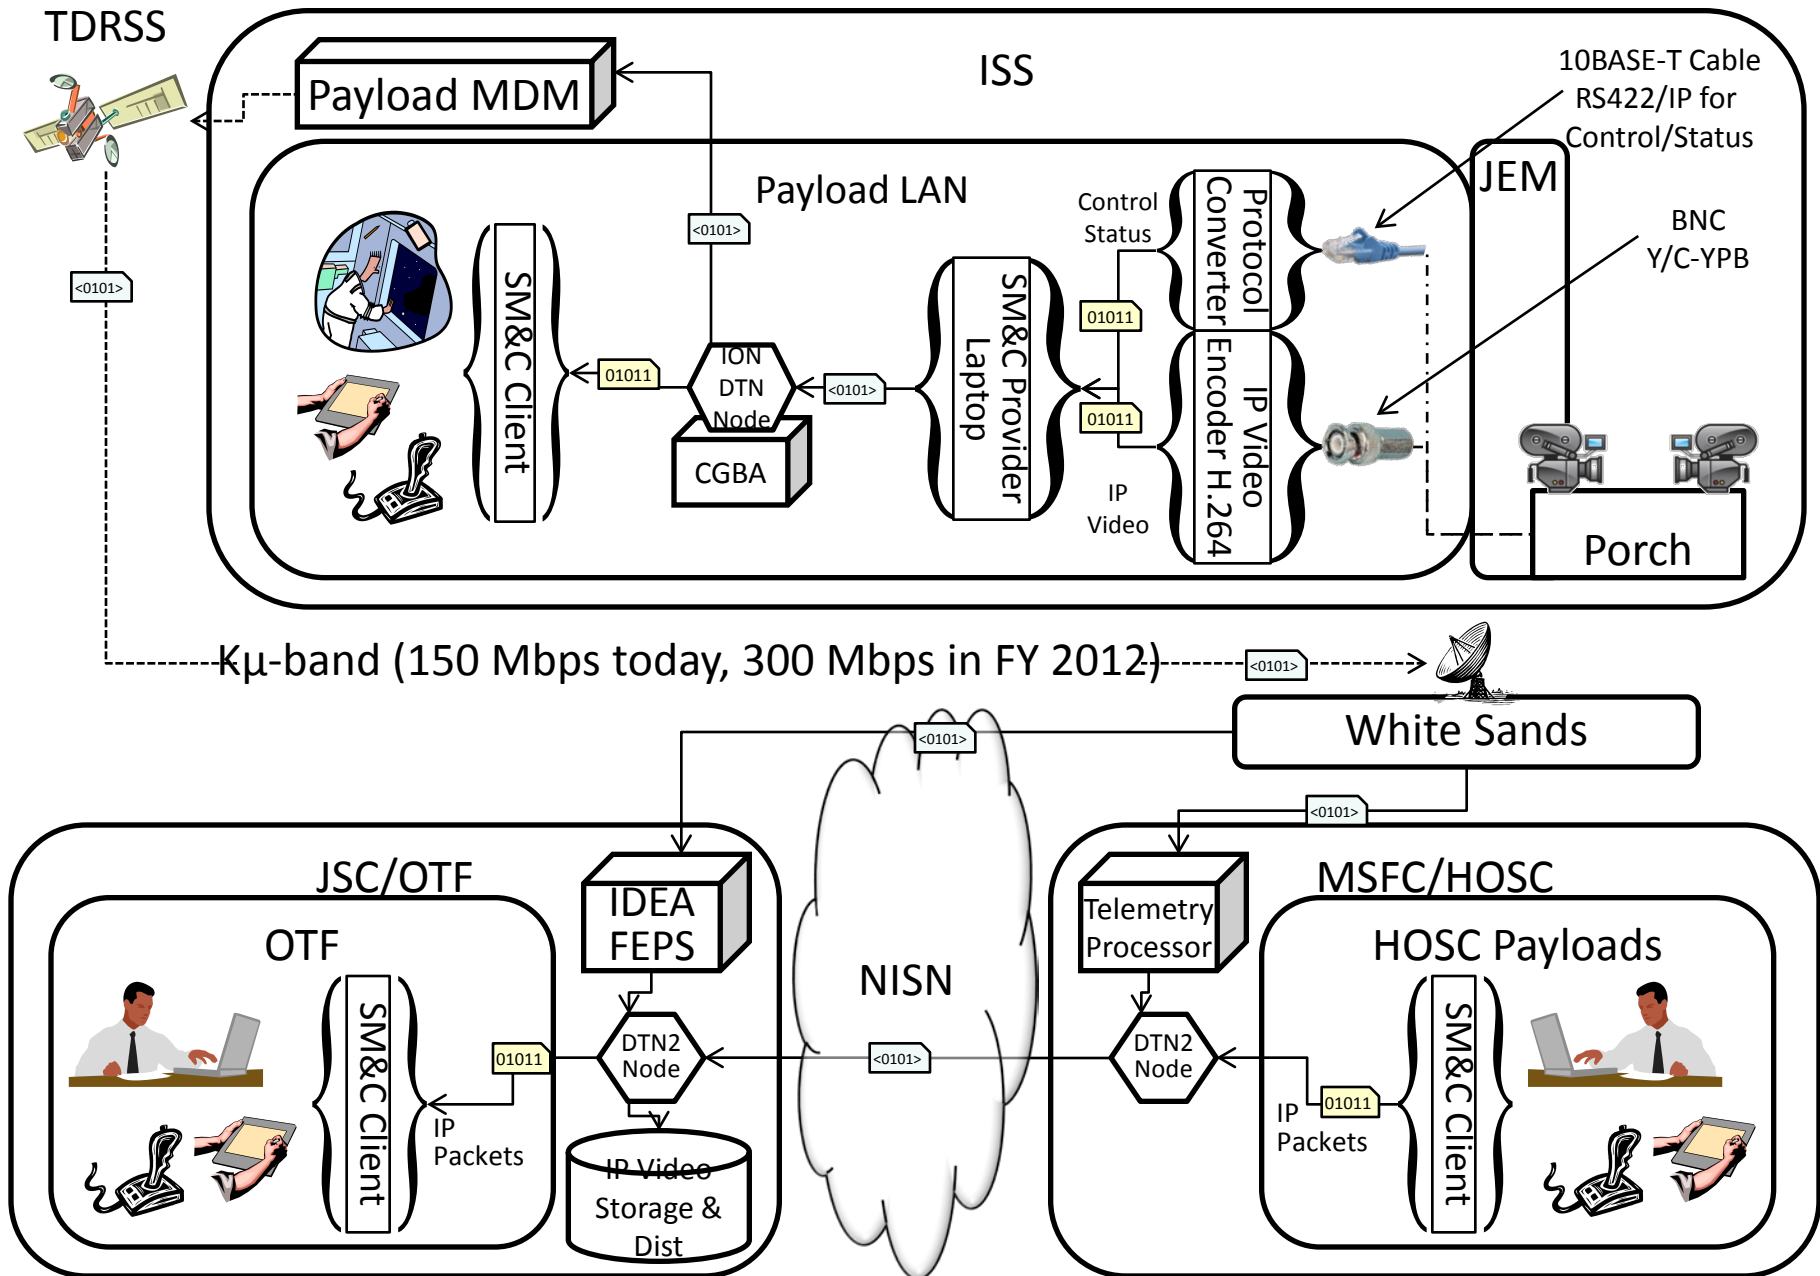 TDRSS
ISS
Payload MDM
10BASE-T Cable
RS422/IP for
Control/Status
JEM
BNC
Y/C-YPB
Payload LAN
<0101>
<0101>
Control
Status
Protocol
Converter
01011
SM&C Client
01011
ION
DTN
Node
CGBA
<0101>
SM&C Provider
Laptop
01011
IP Video
Encoder H.264
IP
Video
Porch
Kμ-band (150 Mbps today, 300 Mbps in FY 2012)
<0101>
White Sands
<0101>
<0101>
JSC/OTF
IDEA
FEPS
OTF
SM&C Client
01011
IP
Packets
DTN2
Node
IP Video
Storage &
Dist
NISN
<0101>
MSFC/HOSC
Telemetry
Processor
DTN2
Node
HOSC Payloads
IP
Packets
01011
SM&C Client